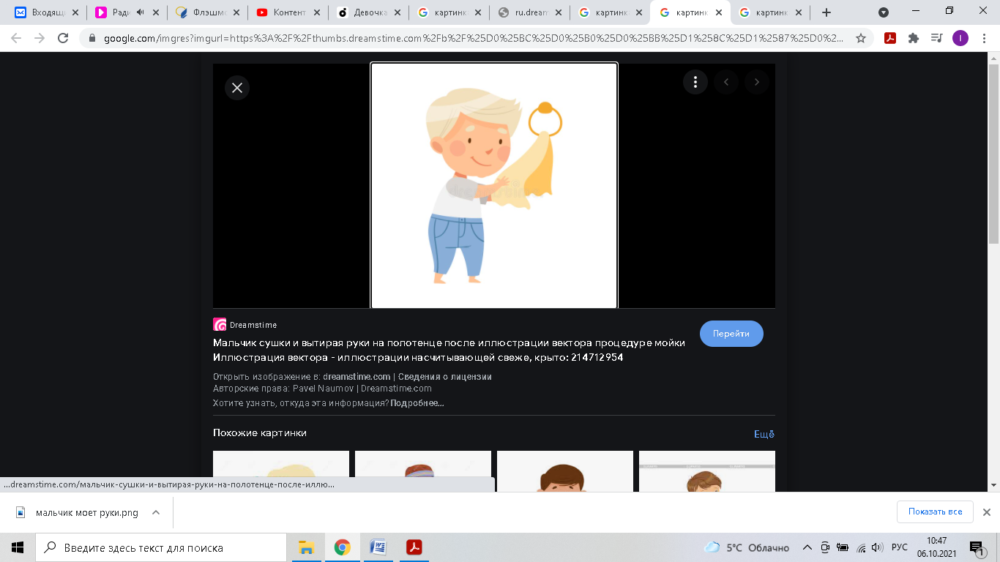 Входящи
Ради
Флэшмо
Контент
Девочка
картинк
ru.dream
картинк
картинк
картинк
google.com/imgres?imgurl=https%3A%2F%2Fthumbs.dreamstime.com%2Fb%2F%25D0%25BC%25D0%25B0%25D0%25BB%25D1%258C%25D1%2587%25D0%2...
dreamstime
Dreamstime
Перейти
Мальчик сушки и вытирая руки на полотенце после иллюстрации вектора процедуре мойки
Иллюстрация вектора - иллюстрации насчитывающей свеже, крыто: 214712954
Открыть изображение в: dreamstime.com | Сведения о лицензии
Авторские права: Pavel Naumov | Dreamstime.com
Хотите узнать, откуда эта информация? Подробнее...
Похожие картинки
Ещё
...dreamstime.com/мальчик-сушки-и-вытирая-руки-на-полотенце-после-иллю...
мальчик моет руки.png
Показать все
Введите здесь текст для поиска
5°C Облачно
РУС
10:47
06.10.2021
1